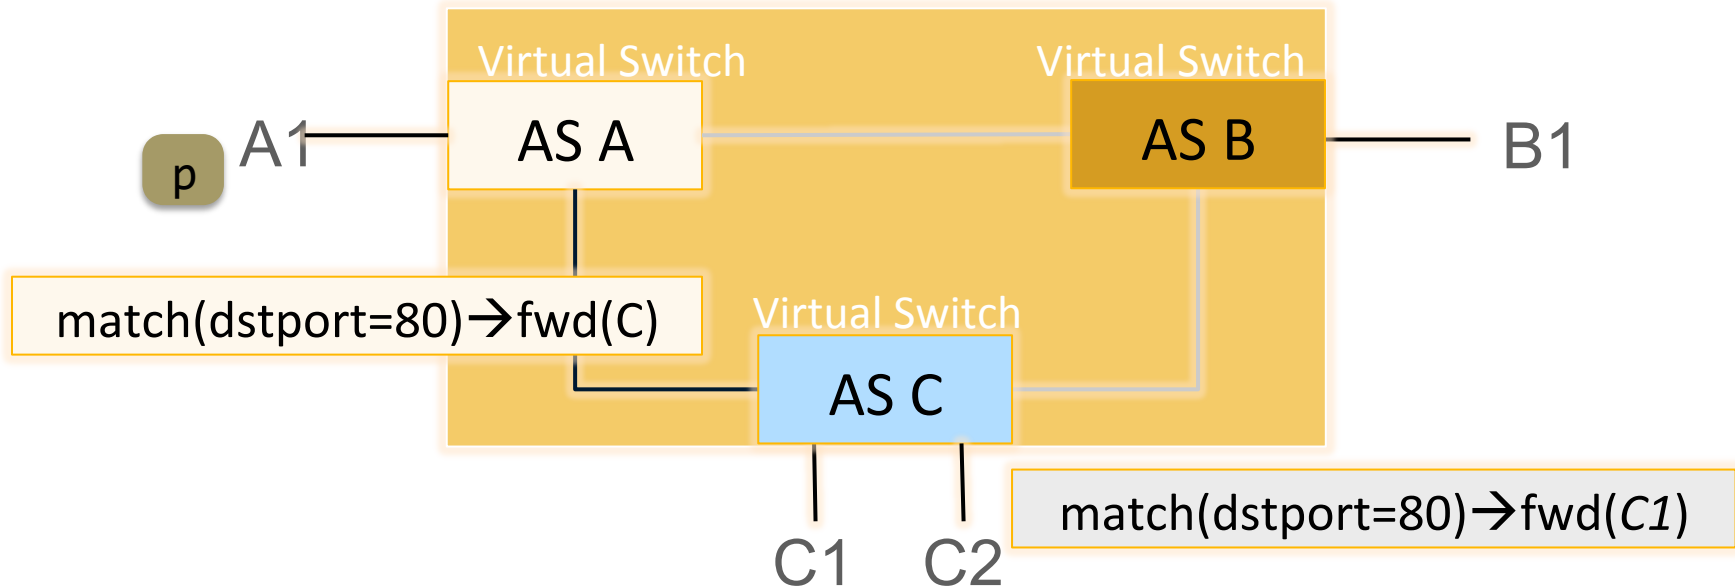 Virtual Switch
Virtual Switch
p
A1
AS A
AS B
B1
match(dstport=80)→fwd(C)
Virtual Switch
AS C
match(dstport=80)→fwd(C1)
C1
C2